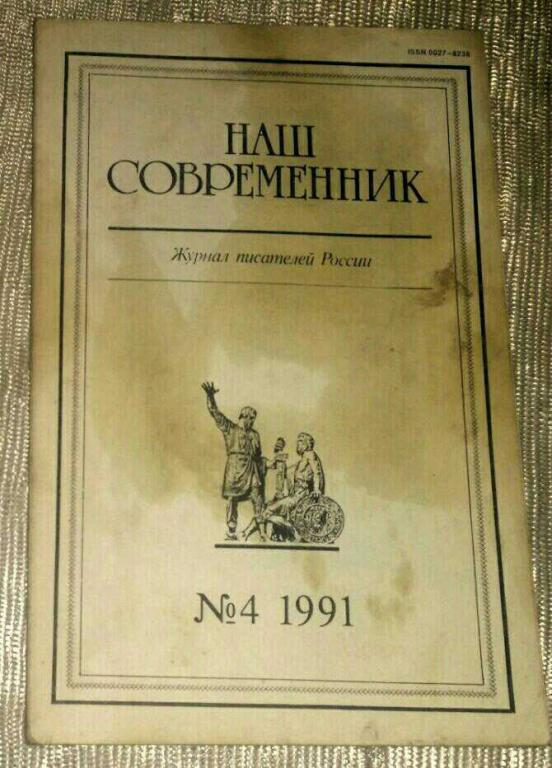 ISSN 0027-8238
НАШ
СОВРЕМЕННИК
Журнал писателей России
№4 1991